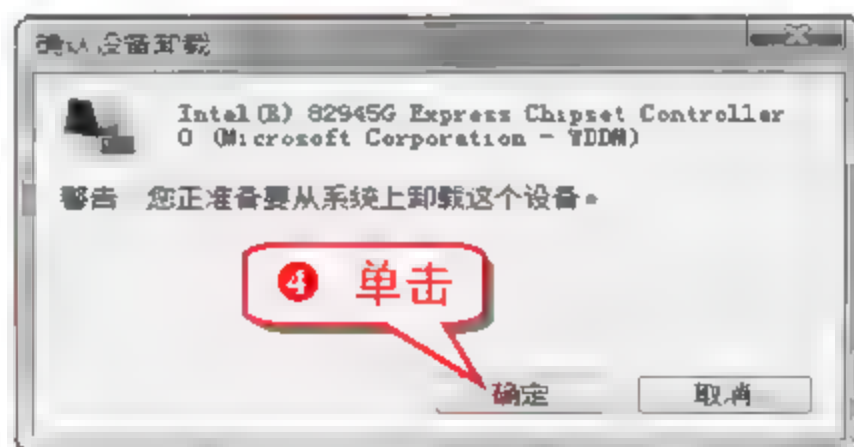 确认设备卸载
Intel(R) 82945G Express Chipset Controller
0 (Microsoft Corporation - WDDM)
警告 您正准备要从系统上卸载这个设备。
4 单击
确定
取消